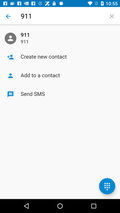 10:55
911
911
911
Create new contact
Add to a contact
Send SMS